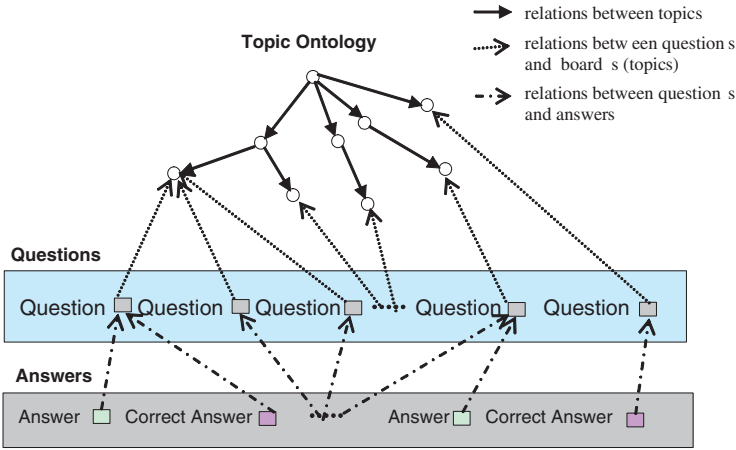 relations between topics
Topic Ontology
relations betw een question s
and board s (topics)
relations between question s
and answers
Questions
Question Question Question Question Question
Answers
Answer Correct Answer Answer Correct Answer